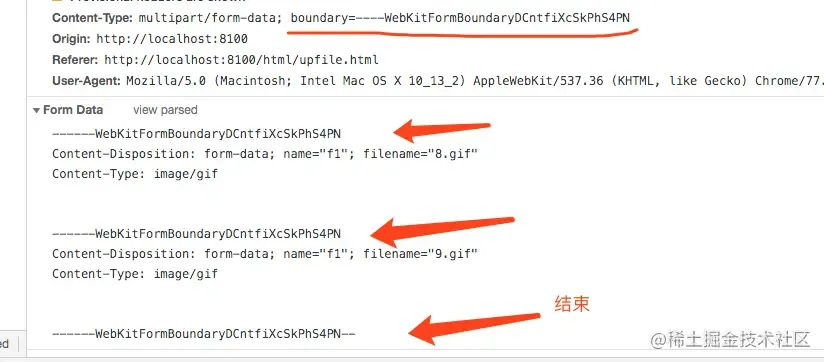 Content-Type: multipart/form-data; boundary=----WebKitFormBoundaryDCntfiXcSkPhS4PN
Origin: http://localhost:8100
Referer: http://localhost:8100/html/upfile.html
User-Agent: Mozilla/5.0 (Macintosh; Intel Mac OS X 10_13_2) AppleWebKit/537.36 (KHTML, like Gecko) Chrome/77.
Form Data view parsed
------WebKitFormBoundaryDCntfiXcSkPhS4PN
Content-Disposition: form-data; name="f1"; filename="8.gif"
Content-Type: image/gif
------WebKitFormBoundaryDCntfiXcSkPhS4PN
Content-Disposition: form-data; name="f1"; filename="9.gif"
Content-Type: image/gif
结束
------WebKitFormBoundaryDCntfiXcSkPhS4PN--
@稀土掘金技术社区